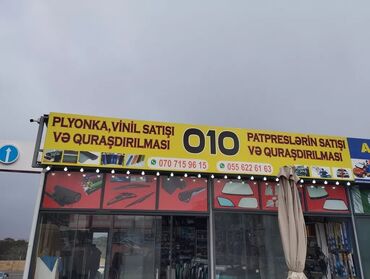 PLYONKA,VİNİL SATIŞI
VƏ QURAŞDIRILMASI
070 715 96 15
010
055 622 61 63
PATPRESLƏRİN SATIŞI
VƏ QURAŞDIRILMASI
A